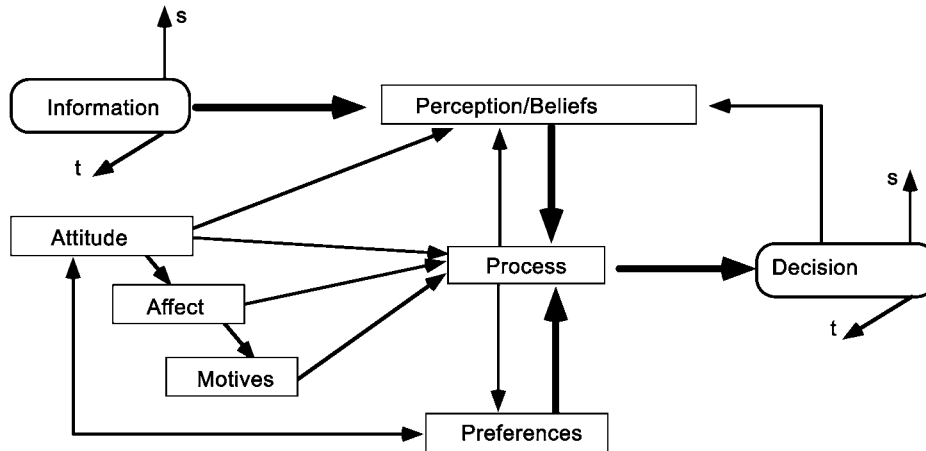 s
Information
Perception/Beliefs
t
s
Attitude
Process
Decision
Affect
t
Motives
Preferences